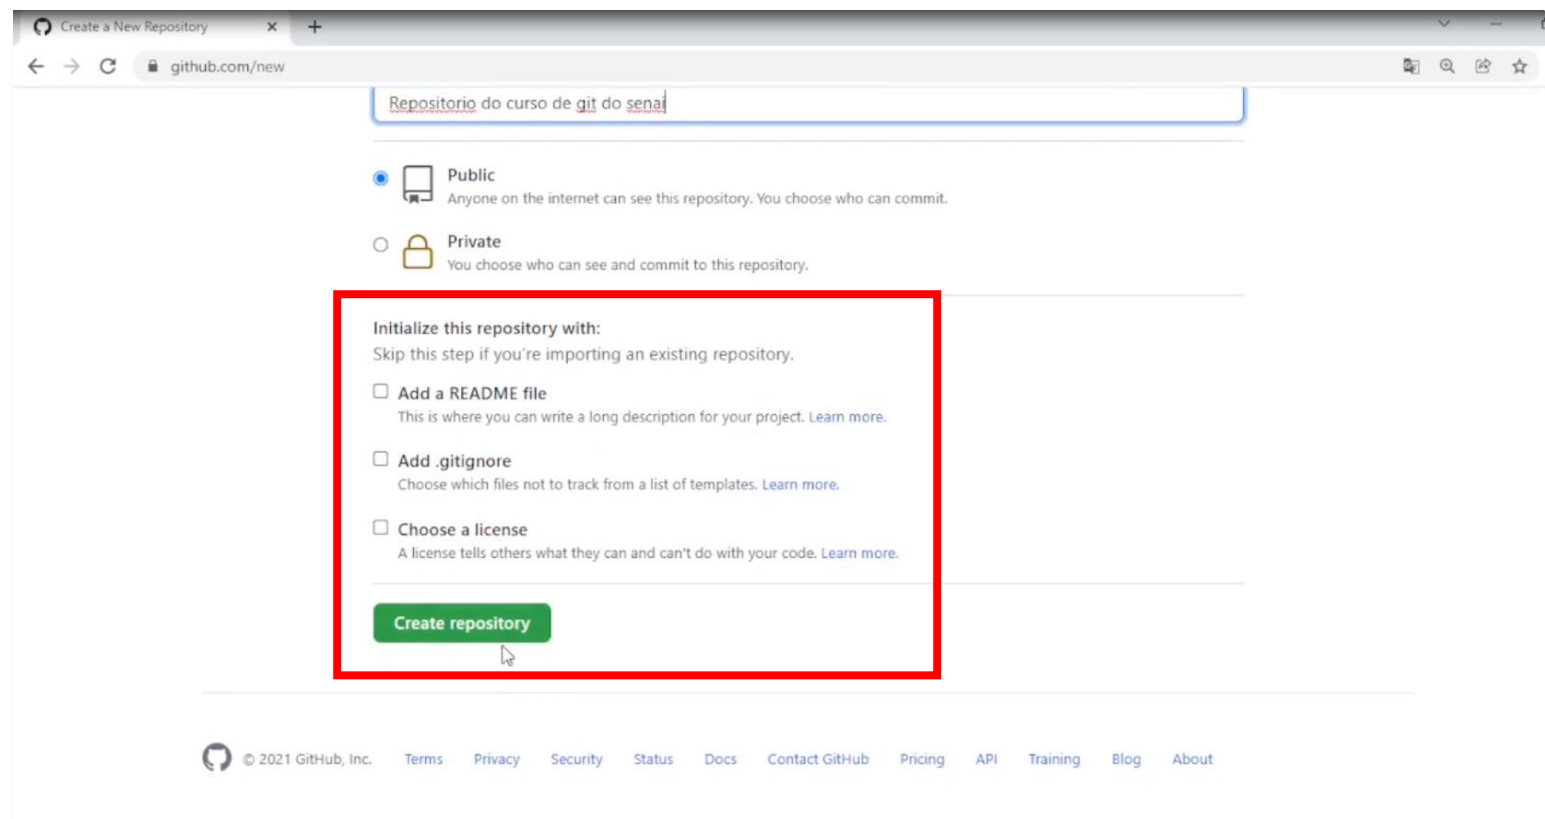 Create a New Repository
github.com/new
Repositorio do curso de git do senai
Public
Anyone on the internet can see this repository. You choose who can commit.
Private
You choose who can see and commit to this repository.
Initialize this repository with:
Skip this step if you're importing an existing repository.
Add a README file
This is where you can write a long description for your project. Learn more.
Add .gitignore
Choose which files not to track from a list of templates. Learn more.
Choose a license
A license tells others what they can and can't do with your code. Learn more.
Create repository
© 2021 GitHub, Inc. Terms Privacy Security Status Docs Contact GitHub Pricing API Training Blog About